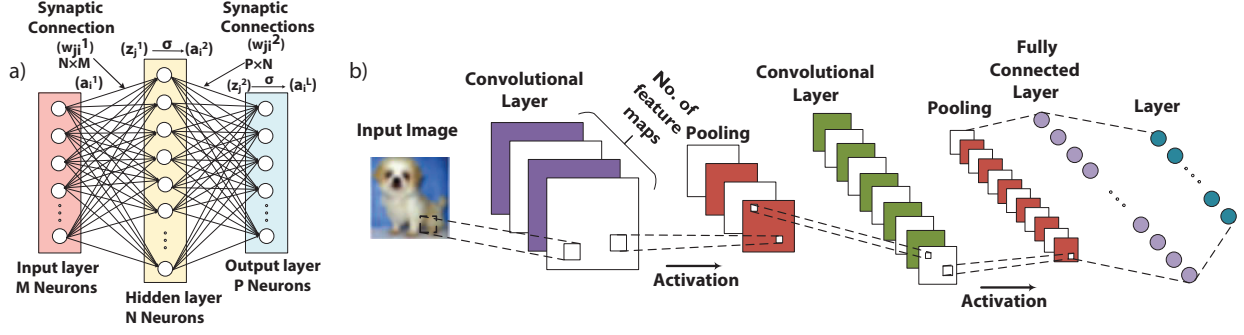 a)
Synaptic
Connection
(wji¹)
N×M
(zj¹) σ (ai²)
Synaptic
Connections
(wji²)
P×N
(ai¹)
(zj²) σ (aiᴸ)
Input layer
M Neurons
Hidden layer
N Neurons
Output layer
P Neurons
b)
Input Image
Convolutional
Layer
No. of
feature
maps
Pooling
Activation
Convolutional
Layer
Pooling
Activation
Fully
Connected
Layer
Layer